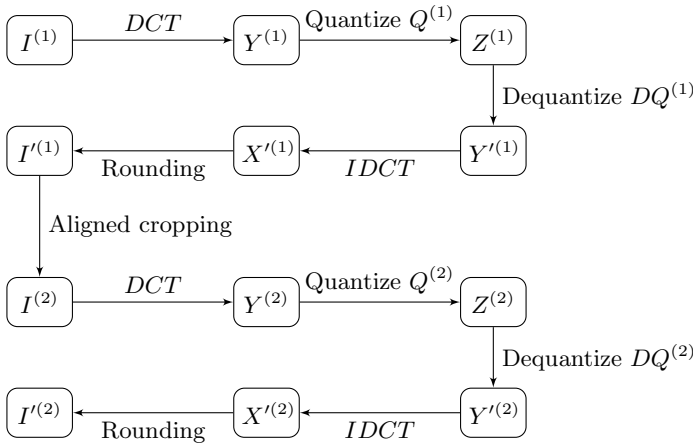 I^{(1)} DCT Y^{(1)} Quantize Q^{(1)} Z^{(1)}
Dequantize DQ^{(1)}
I'^{(1)} Rounding X'^{(1)} IDCT Y'^{(1)}
Aligned cropping
I^{(2)} DCT Y^{(2)} Quantize Q^{(2)} Z^{(2)}
Dequantize DQ^{(2)}
I'^{(2)} Rounding X'^{(2)} IDCT Y'^{(2)}